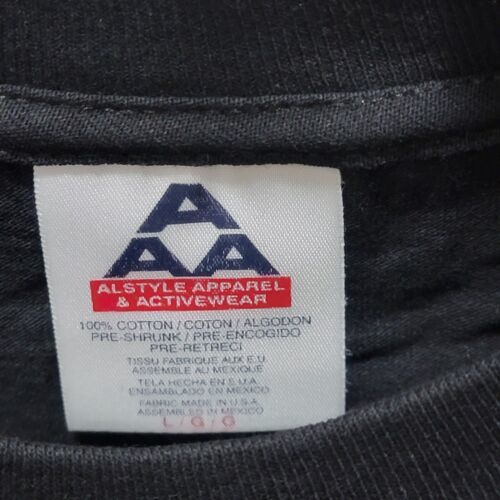 A
AA
ALSTYLE APPAREL
& ACTIVEWEAR
100% COTTON / COTON / ALGODON
PRE-SHRUNK / PRE-ENCOGIDO
PRE-RETRECI
TISSU FABRIQUE AUX E.U.
ASSEMBLE AU MEXIQUE
TELA HECHA EN E.U.A.
ENSAMBLADO EN MEXICO
FABRIC MADE IN U.S.A.
ASSEMBLED IN MEXICO
L / G / G